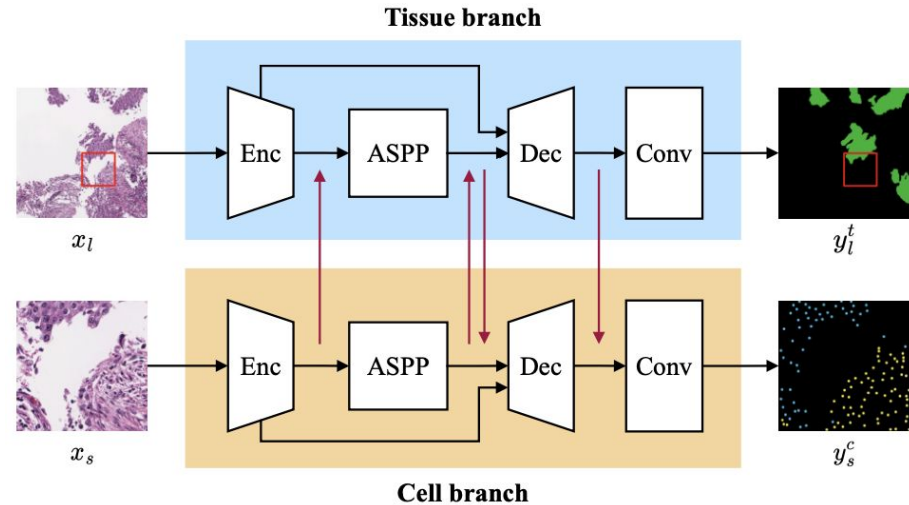 Tissue branch
Enc
ASPP
Dec
Conv
x_l
y_l^t
Enc
ASPP
Dec
Conv
x_s
y_s^c
Cell branch